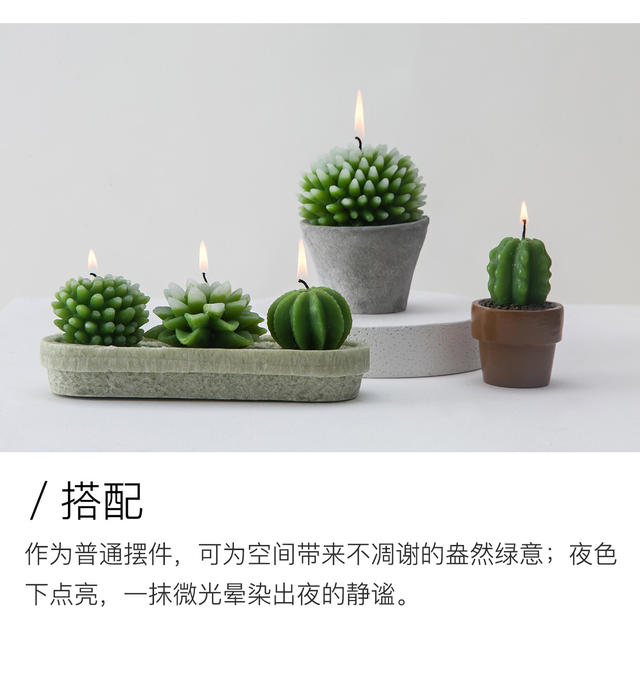 / 搭配
作为普通摆件，可为空间带来不凋谢的盎然绿意；夜色
下点亮，一抹微光晕染出夜的静谧。